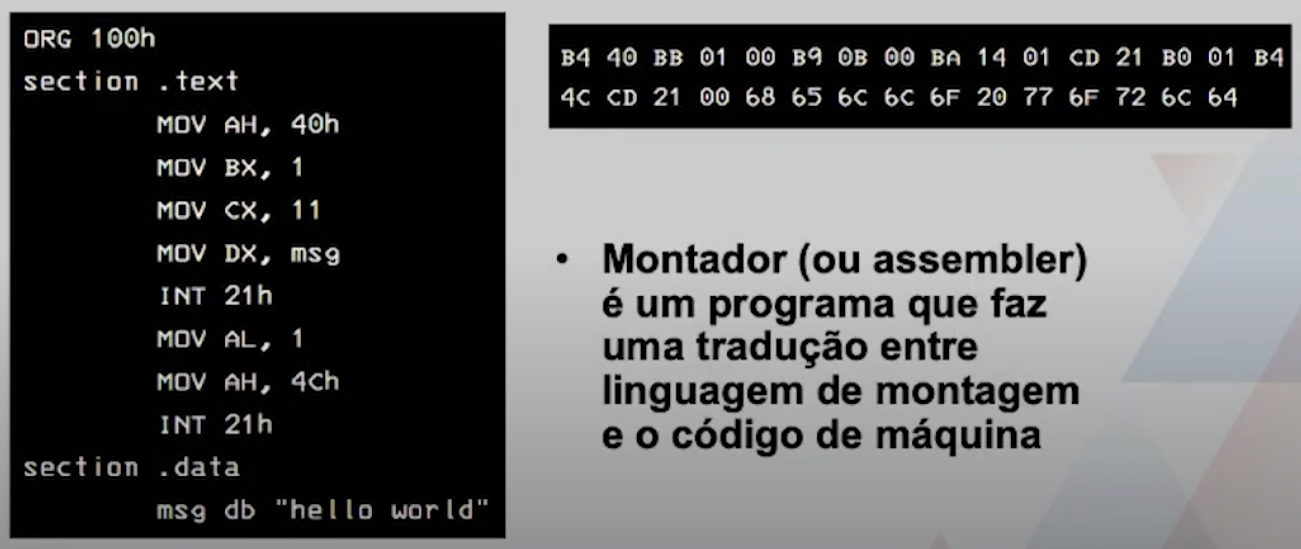 ORG 100h
section .text
MOV AH, 40h
MOV BX, 1
MOV CX, 11
MOV DX, msg
INT 21h
MOV AL, 1
MOV AH, 4Ch
INT 21h
section .data
msg db "hello world"
B4 40 BB 01 00 B9 0B 00 BA 14 01 CD 21 B0 01 B4
4C CD 21 00 68 65 6C 6C 6F 20 77 6F 72 6C 64
• Montador (ou assembler)
é um programa que faz
uma tradução entre
linguagem de montagem
e o código de máquina